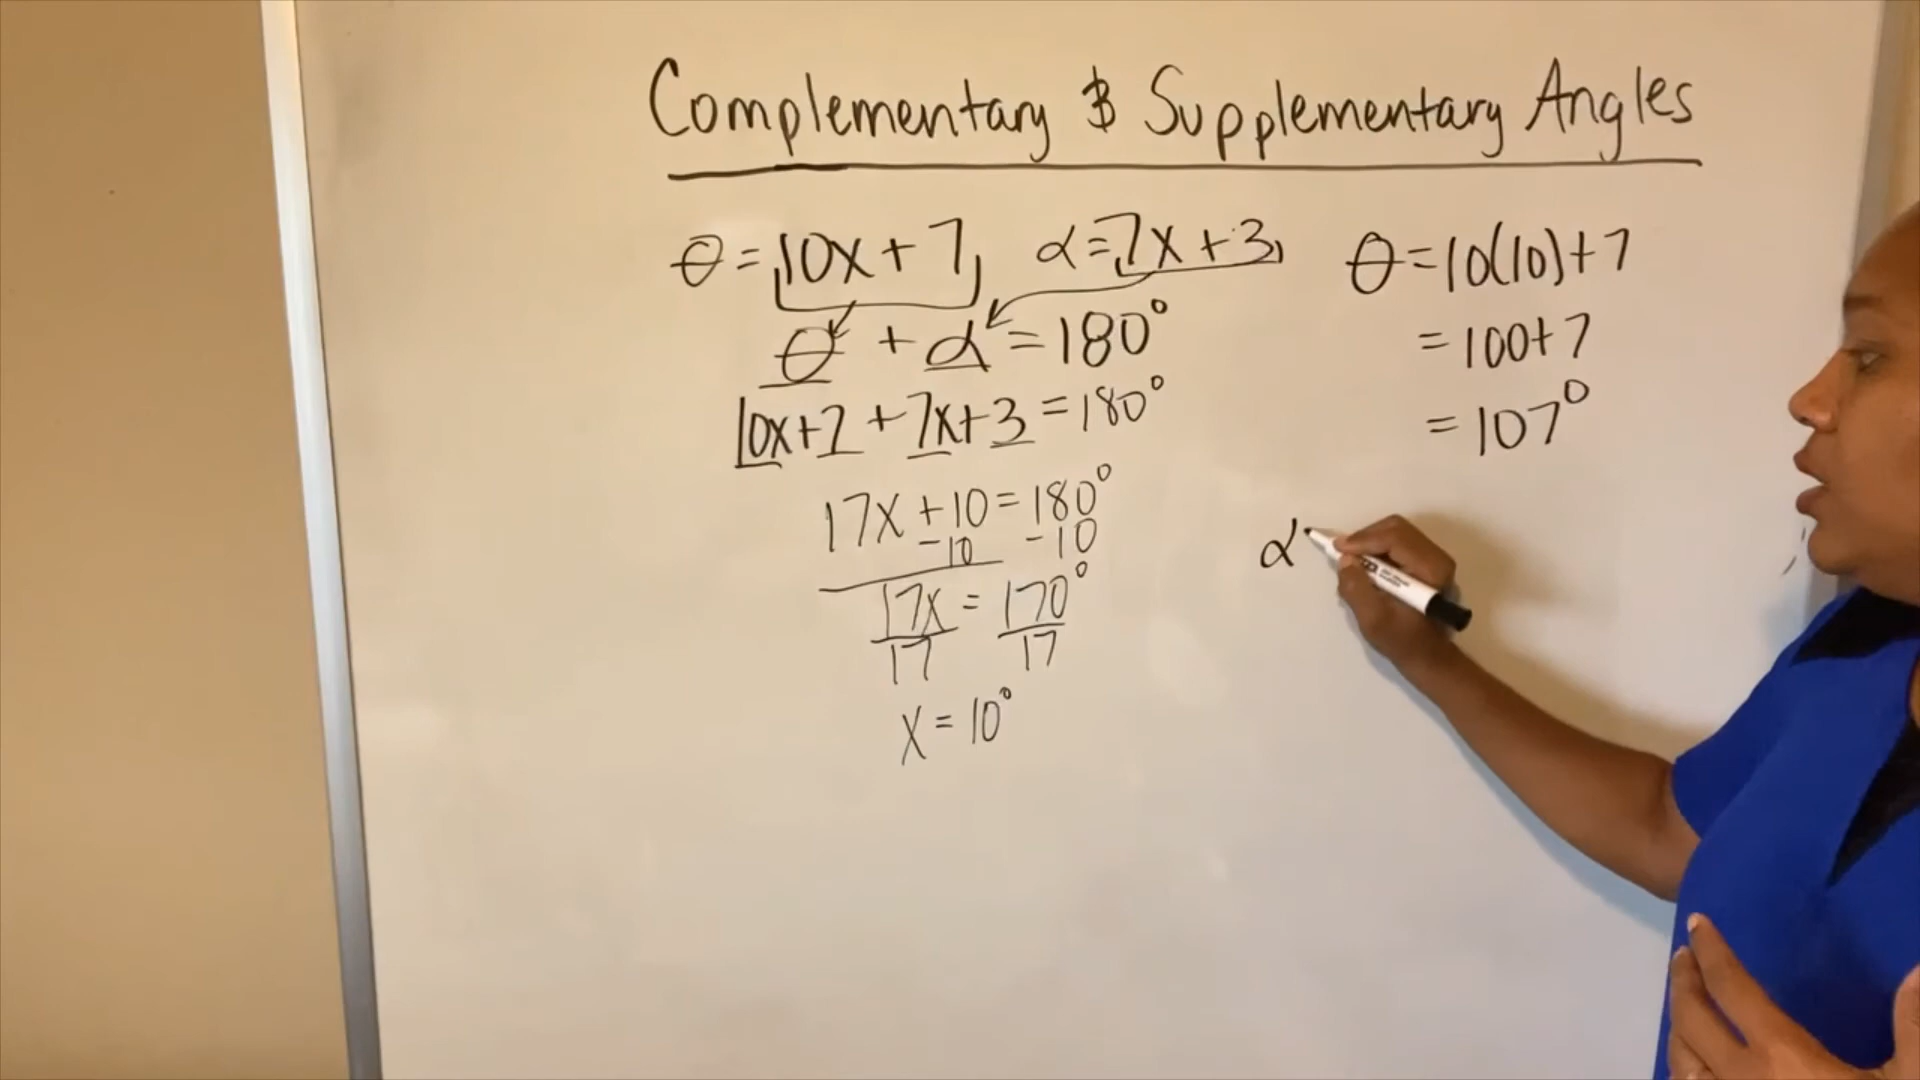 Complementary & Supplementary Angles
θ = 10x + 7, α = 7x + 3,
θ + α = 180°
10x + 7 + 7x + 3 = 180°
17x + 10 = 180°
-10 -10
17x = 170°
17 17
x = 10°
θ = 10(10) + 7
= 100 + 7
= 107°
α